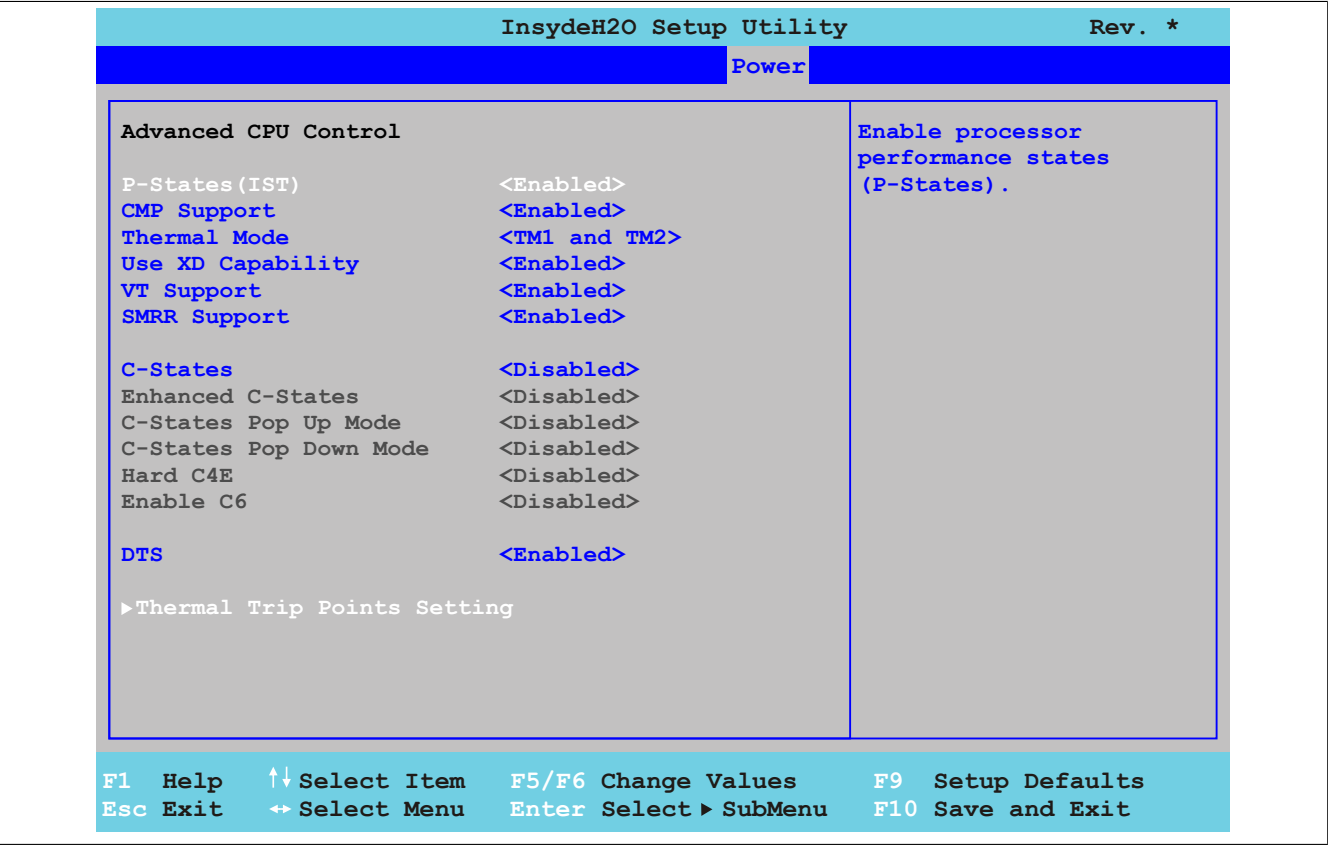 InsydeH2O Setup Utility Rev. *
Power
Advanced CPU Control
P-States(IST) <Enabled>
CMP Support <Enabled>
Thermal Mode <TM1 and TM2>
Use XD Capability <Enabled>
VT Support <Enabled>
SMRR Support <Enabled>
C-States <Disabled>
Enhanced C-States <Disabled>
C-States Pop Up Mode <Disabled>
C-States Pop Down Mode <Disabled>
Hard C4E <Disabled>
Enable C6 <Disabled>
DTS <Enabled>
▶Thermal Trip Points Setting
Enable processor
performance states
(P-States).
F1 Help ↑↓ Select Item F5/F6 Change Values F9 Setup Defaults
Esc Exit ↔ Select Menu Enter Select ▶ SubMenu F10 Save and Exit